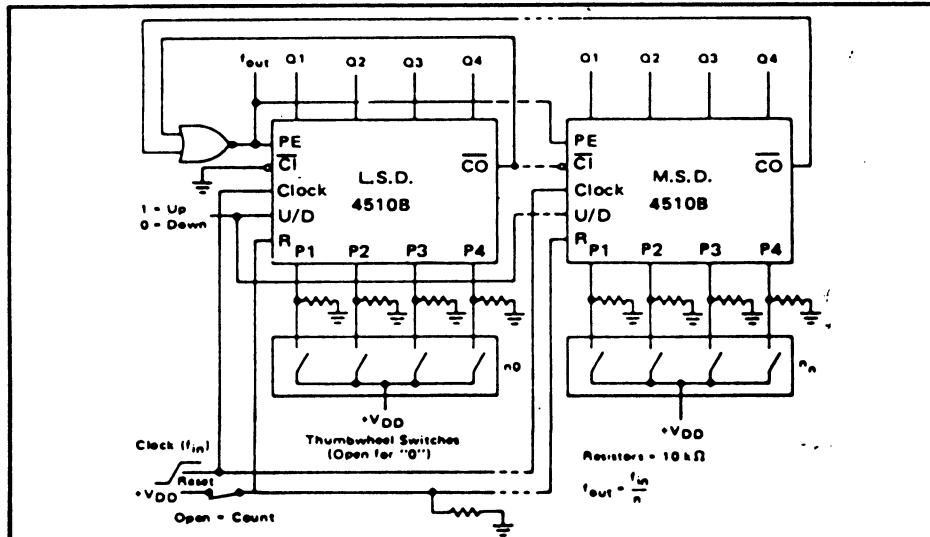 f out Q1 Q2 Q3 Q4 Q1 Q2 Q3 Q4
PE PE
CI CO CI CO
L.S.D. M.S.D.
Clock Clock
4510B 4510B
1 = Up
0 = Down
U/D U/D
R R
P1 P2 P3 P4 P1 P2 P3 P4
n0 nn
+VDD +VDD
Thumbwheel Switches
(Open for "0")
Clock (fin)
Reset
+VDD
Open = Count
Resistors = 10 kΩ
fout = fin/n